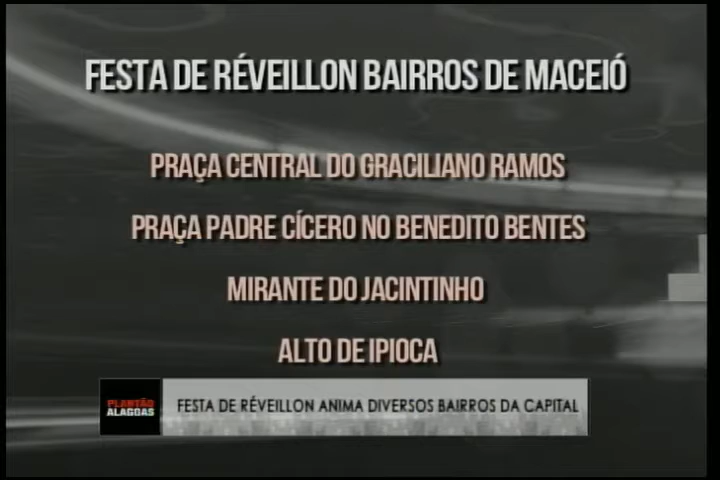 FESTA DE RÉVEILLON BAIRROS DE MACEIÓ
PRAÇA CENTRAL DO GRACILIANO RAMOS
PRAÇA PADRE CÍCERO NO BENEDITO BENTES
MIRANTE DO JACINTINHO
ALTO DE IPIOCA
PLANTÃO
ALAGOAS
FESTA DE RÉVEILLON ANIMA DIVERSOS BAIRROS DA CAPITAL